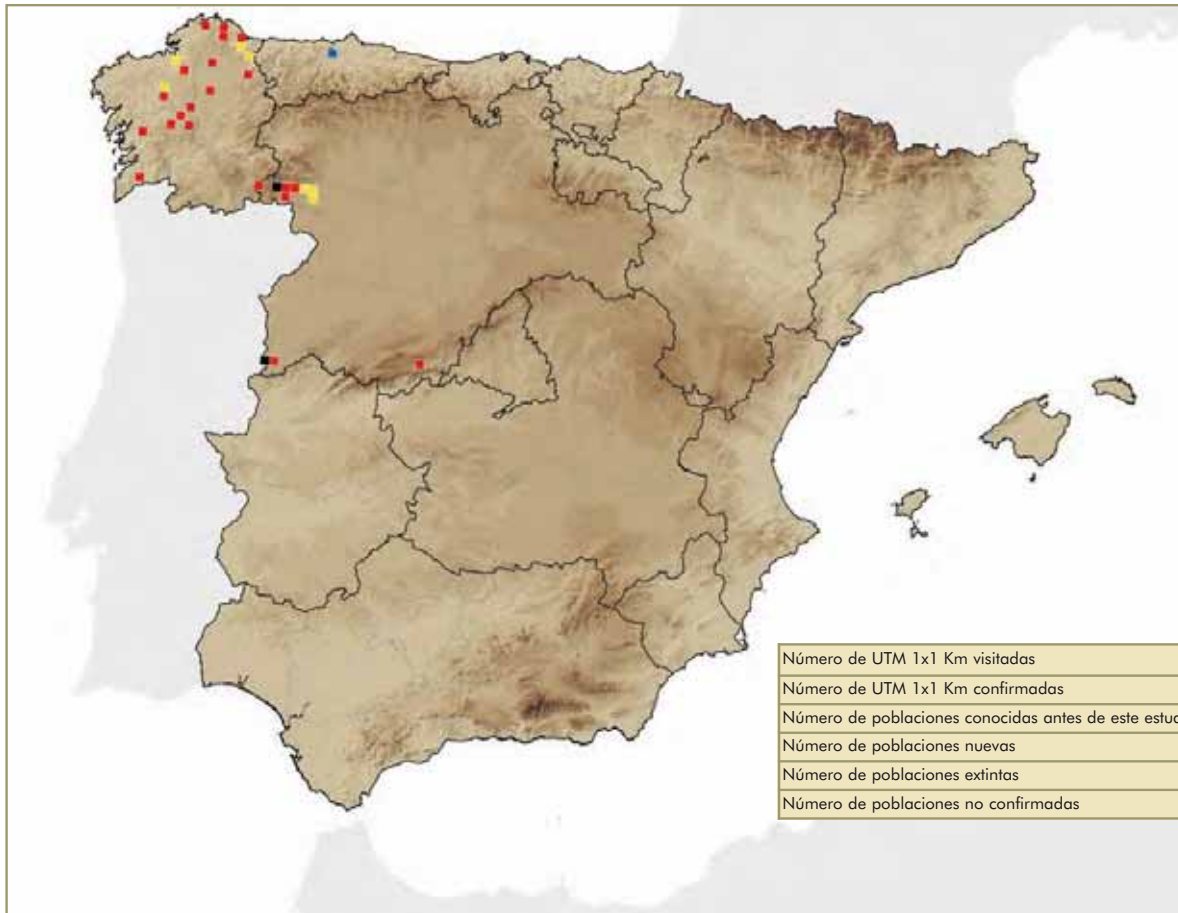 Número de UTM 1x1 Km visitadas
Número de UTM 1x1 Km confirmadas
Número de poblaciones conocidas antes de este
Número de poblaciones nuevas
Número de poblaciones extintas
Número de poblaciones no confirmadas